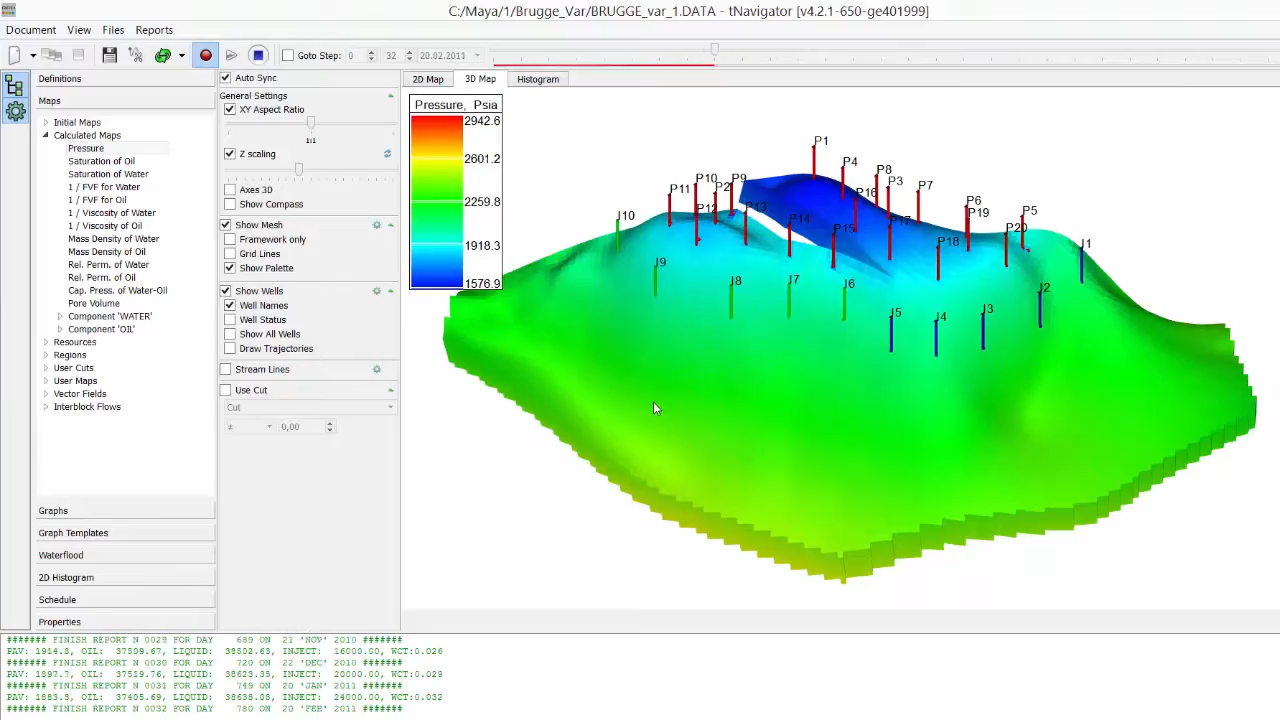 C:/Maya/1/Brugge_Var/BRUGGE_var_1.DATA - tNavigator [v4.2.1-650-ge401999]
Document View Files Reports
Goto Step: 0 32 20.02.2011
Definitions
Maps
Initial Maps
Calculated Maps
Pressure
Saturation of Oil
Saturation of Water
1 / FVF for Water
1 / FVF for Oil
1 / Viscosity of Water
1 / Viscosity of Oil
Mass Density of Water
Mass Density of Oil
Rel. Perm. of Water
Rel. Perm. of Oil
Cap. Press. of Water-Oil
Pore Volume
Component 'WATER'
Component 'OIL'
Resources
Regions
User Cuts
User Maps
Vector Fields
Interblock Flows
Graphs
Graph Templates
Waterflood
2D Histogram
Schedule
Properties
Auto Sync
General Settings
XY Aspect Ratio
1:1
Z scaling
Axes 3D
Show Compass
Show Mesh
Framework only
Grid Lines
Show Palette
Show Wells
Well Names
Well Status
Show All Wells
Draw Trajectories
Stream Lines
Use Cut
Cut
z 0,00
2D Map 3D Map Histogram
Pressure, Psia
2942.6
2601.2
2259.8
1918.3
1576.9
P1
P4
P8
P3
P7
P10
P9
P11
P2
P16
P6
P19
P5
P12
P13
P14
P17
P15
P20
P18
J10
J1
J9
J8
J7
J6
J2
J5
J4
J3
####### FINISH REPORT N 0029 FOR DAY 689 ON 21 'NOV' 2010 #######
PAV: 1914.8, OIL: 37509.67, LIQUID: 38502.63, INJECT: 16000.00, WCT:0.026
####### FINISH REPORT N 0030 FOR DAY 720 ON 22 'DEC' 2010 #######
PAV: 1897.7, OIL: 37519.76, LIQUID: 38623.35, INJECT: 20000.00, WCT:0.029
####### FINISH REPORT N 0031 FOR DAY 749 ON 20 'JAN' 2011 #######
PAV: 1883.8, OIL: 37405.69, LIQUID: 38638.08, INJECT: 24000.00, WCT:0.032
####### FINISH REPORT N 0032 FOR DAY 780 ON 20 'FEB' 2011 #######